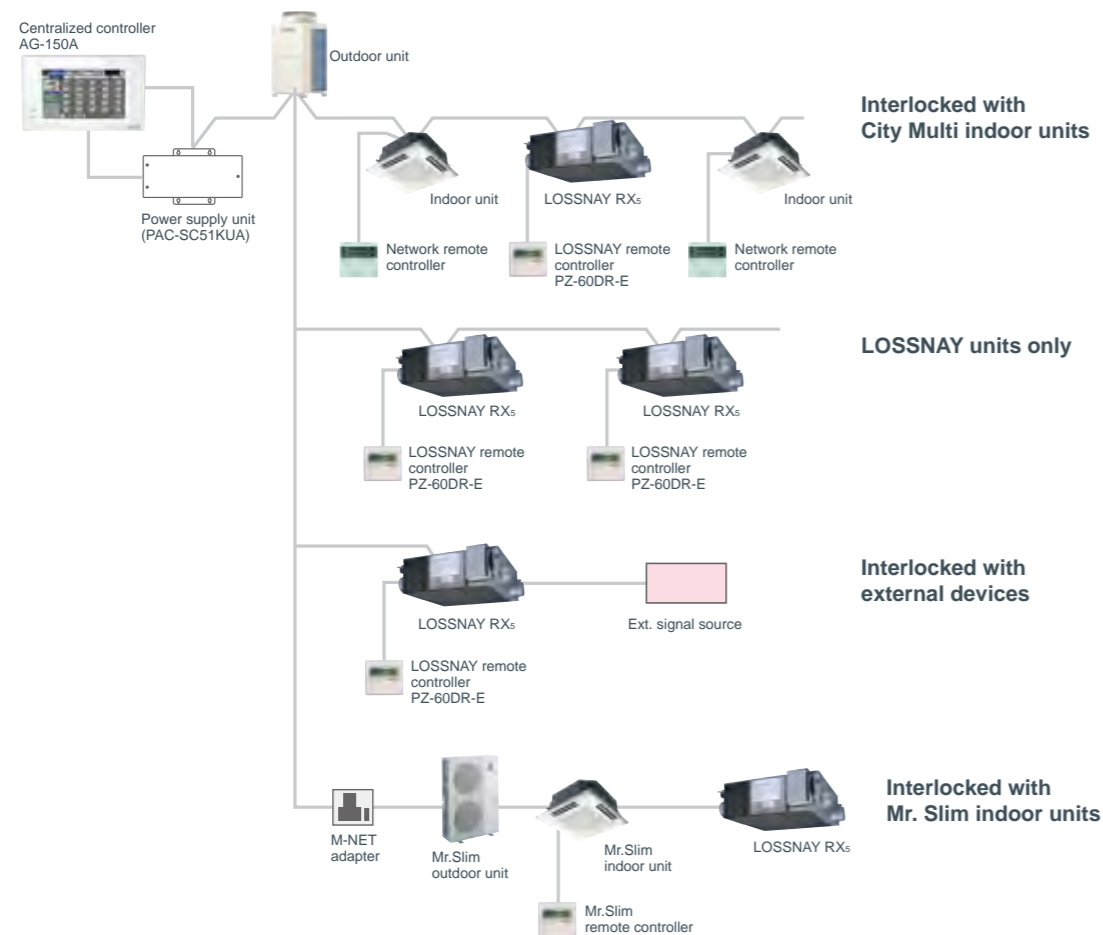 Centralized controller
AG-150A
Outdoor unit
Power supply unit
(PAC-SC51KUA)
Indoor unit
LOSSNAY RX5
Indoor unit
Network remote
controller
LOSSNAY remote
controller
PZ-60DR-E
Network remote
controller
Interlocked with
City Multi indoor units
LOSSNAY RX5
LOSSNAY RX5
LOSSNAY remote
controller
PZ-60DR-E
LOSSNAY remote
controller
PZ-60DR-E
LOSSNAY units only
LOSSNAY RX5
Ext. signal source
LOSSNAY remote
controller
PZ-60DR-E
Interlocked with
external devices
M-NET
adapter
Mr.Slim
outdoor unit
Mr.Slim
indoor unit
LOSSNAY RX5
Mr.Slim
remote controller
Interlocked with
Mr. Slim indoor units